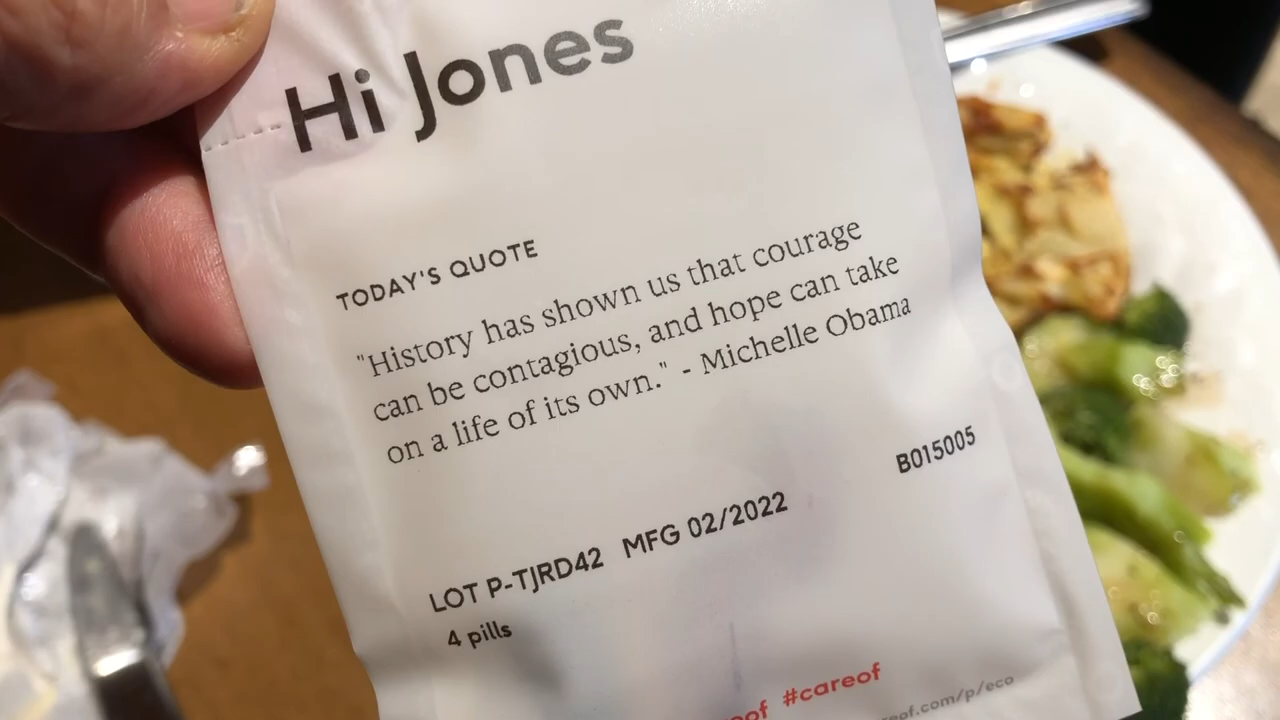 Hi Jones
TODAY'S QUOTE
"History has shown us that courage
can be contagious, and hope can take
on a life of its own." - Michelle Obama
B015005
LOT P-TJRD42 MFG 02/2022
4 pills
#careof